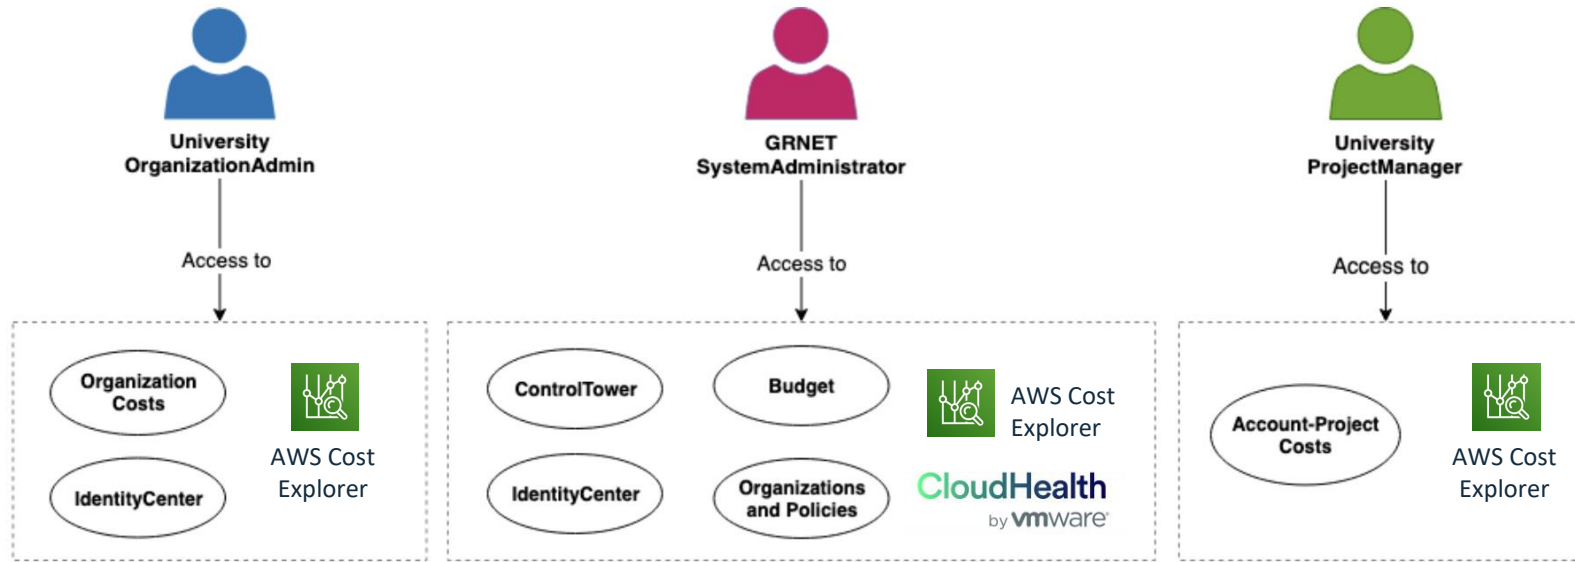 University
OrganizationAdmin
Access to
Organization
Costs
IdentityCenter
AWS Cost
Explorer
GRNET
SystemAdministrator
Access to
ControlTower
Budget
IdentityCenter
Organizations
and Policies
AWS Cost
Explorer
CloudHealth
by vmware®
University
ProjectManager
Access to
Account-Project
Costs
AWS Cost
Explorer